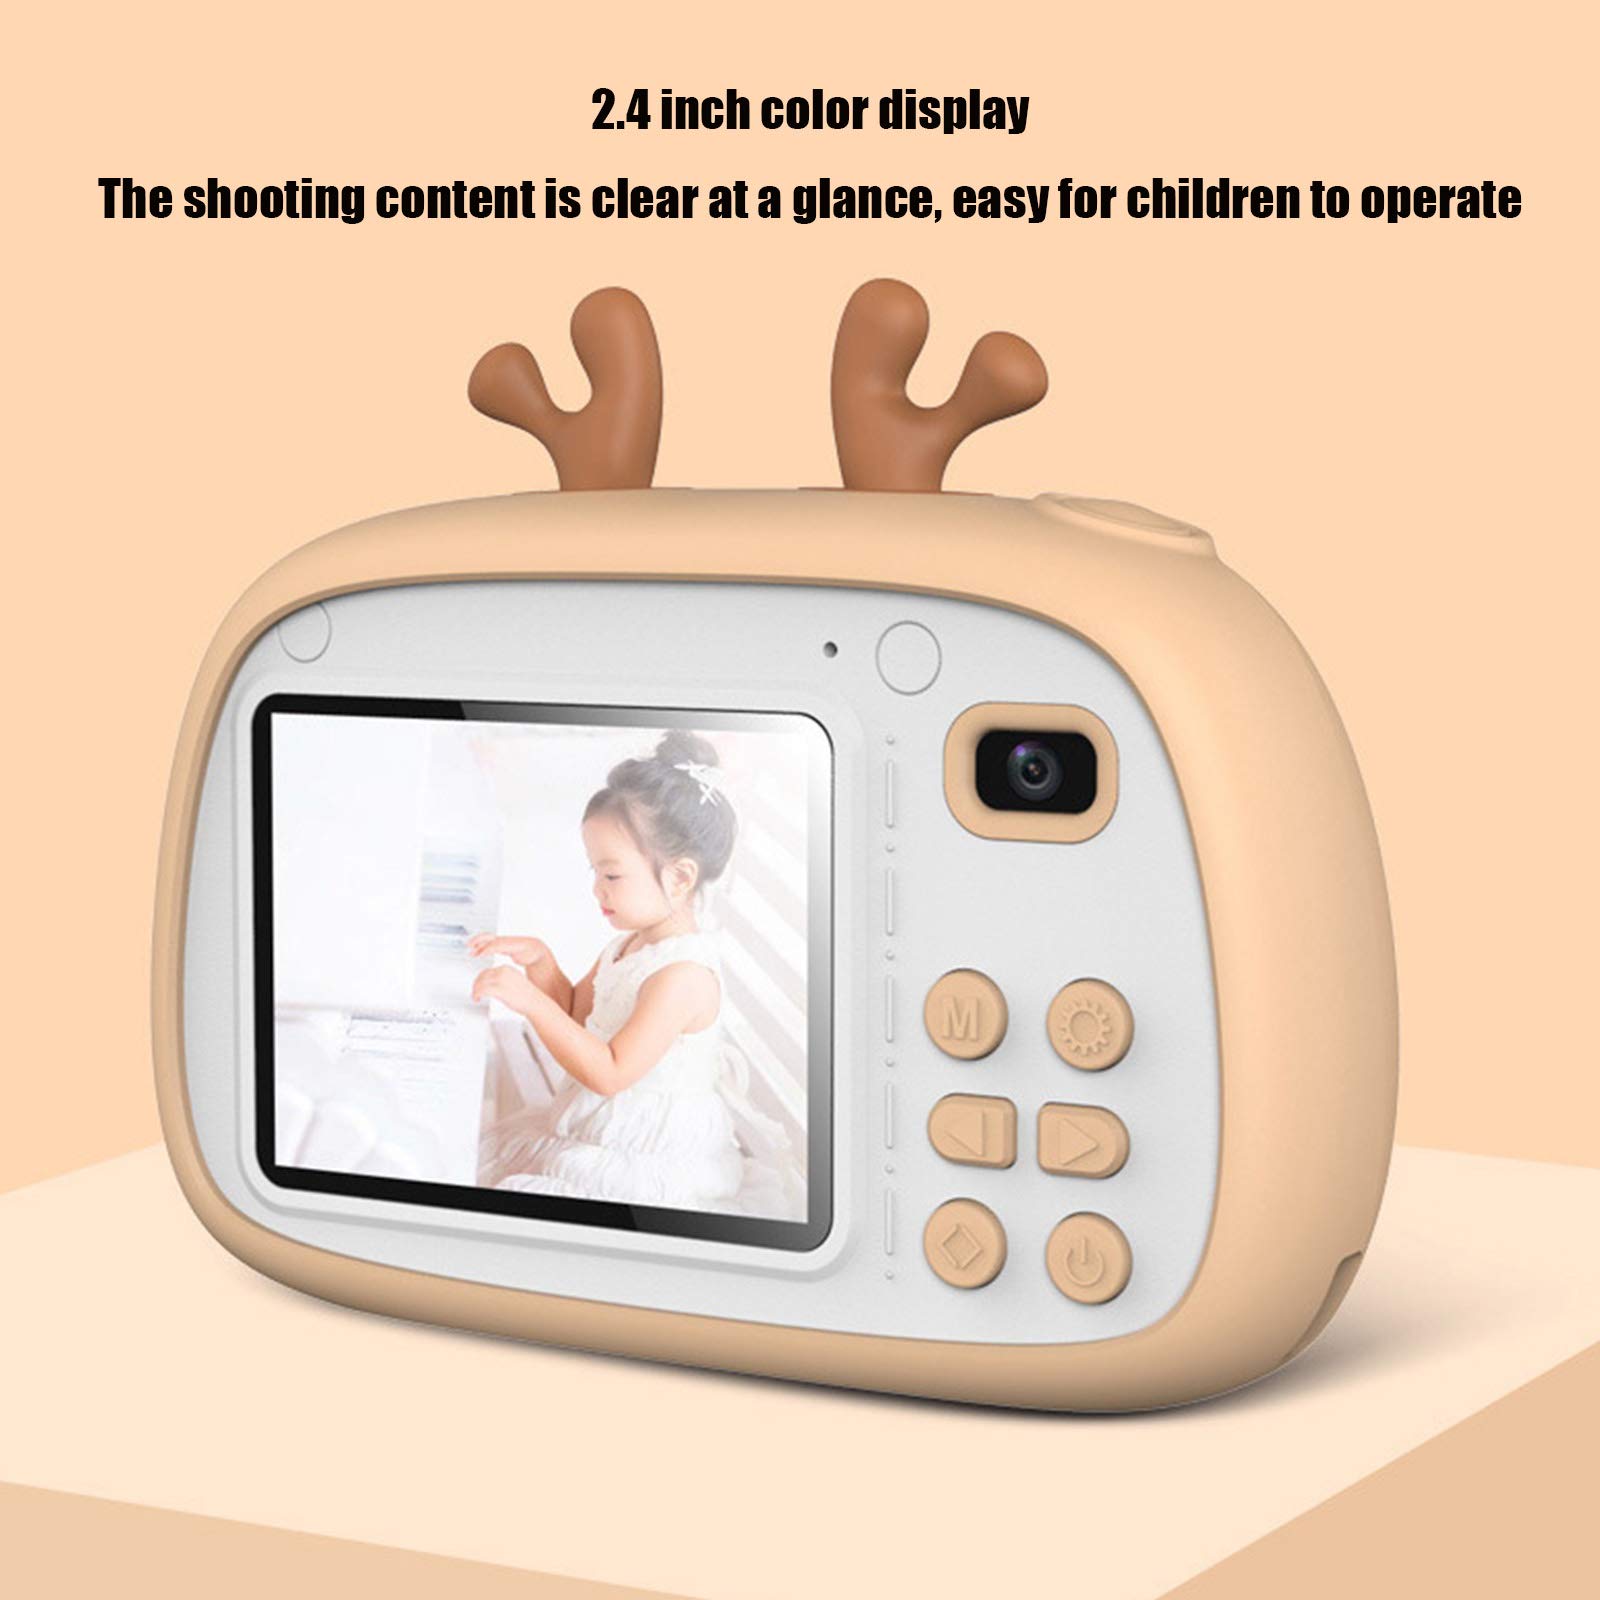 2.4 inch color display
The shooting content is clear at a glance, easy for children to operate
M